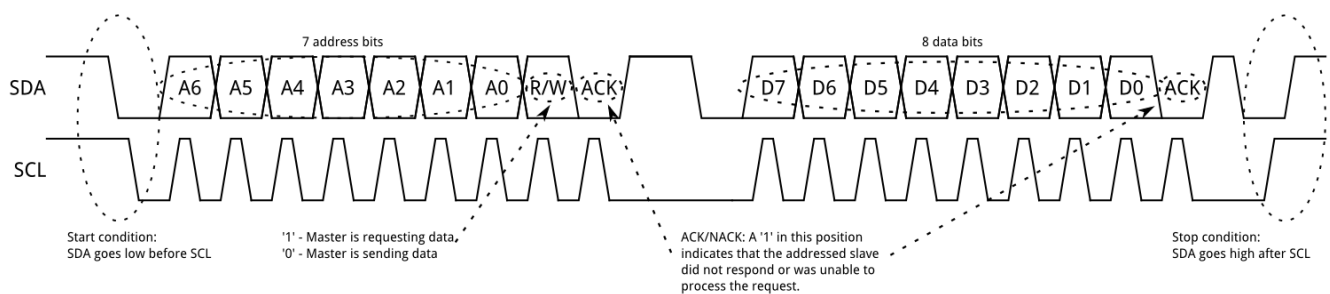 7 address bits
8 data bits
SDA
A6 A5 A4 A3 A2 A1 A0 R/W ACK
D7 D6 D5 D4 D3 D2 D1 D0 ACK
SCL
Start condition:
SDA goes low before SCL
'1' - Master is requesting data
'0' - Master is sending data
ACK/NACK: A '1' in this position
indicates that the addressed slave
did not respond or was unable to
process the request.
Stop condition:
SDA goes high after SCL